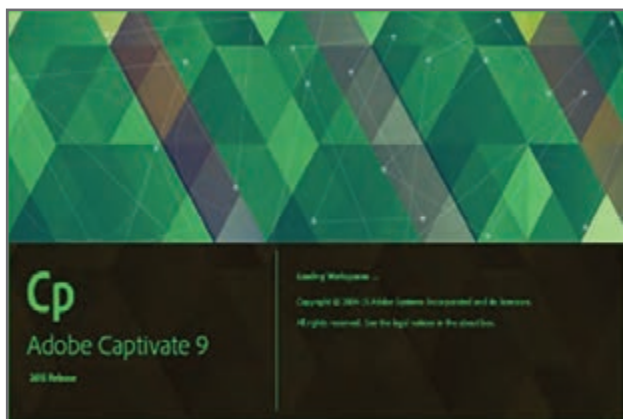 Cp
Adobe Captivate 9
2015 Release
Loading Workspaces ...
Copyright © 2004-15 Adobe Systems Incorporated and its licensors.
All rights reserved. See the legal notices in the about box.